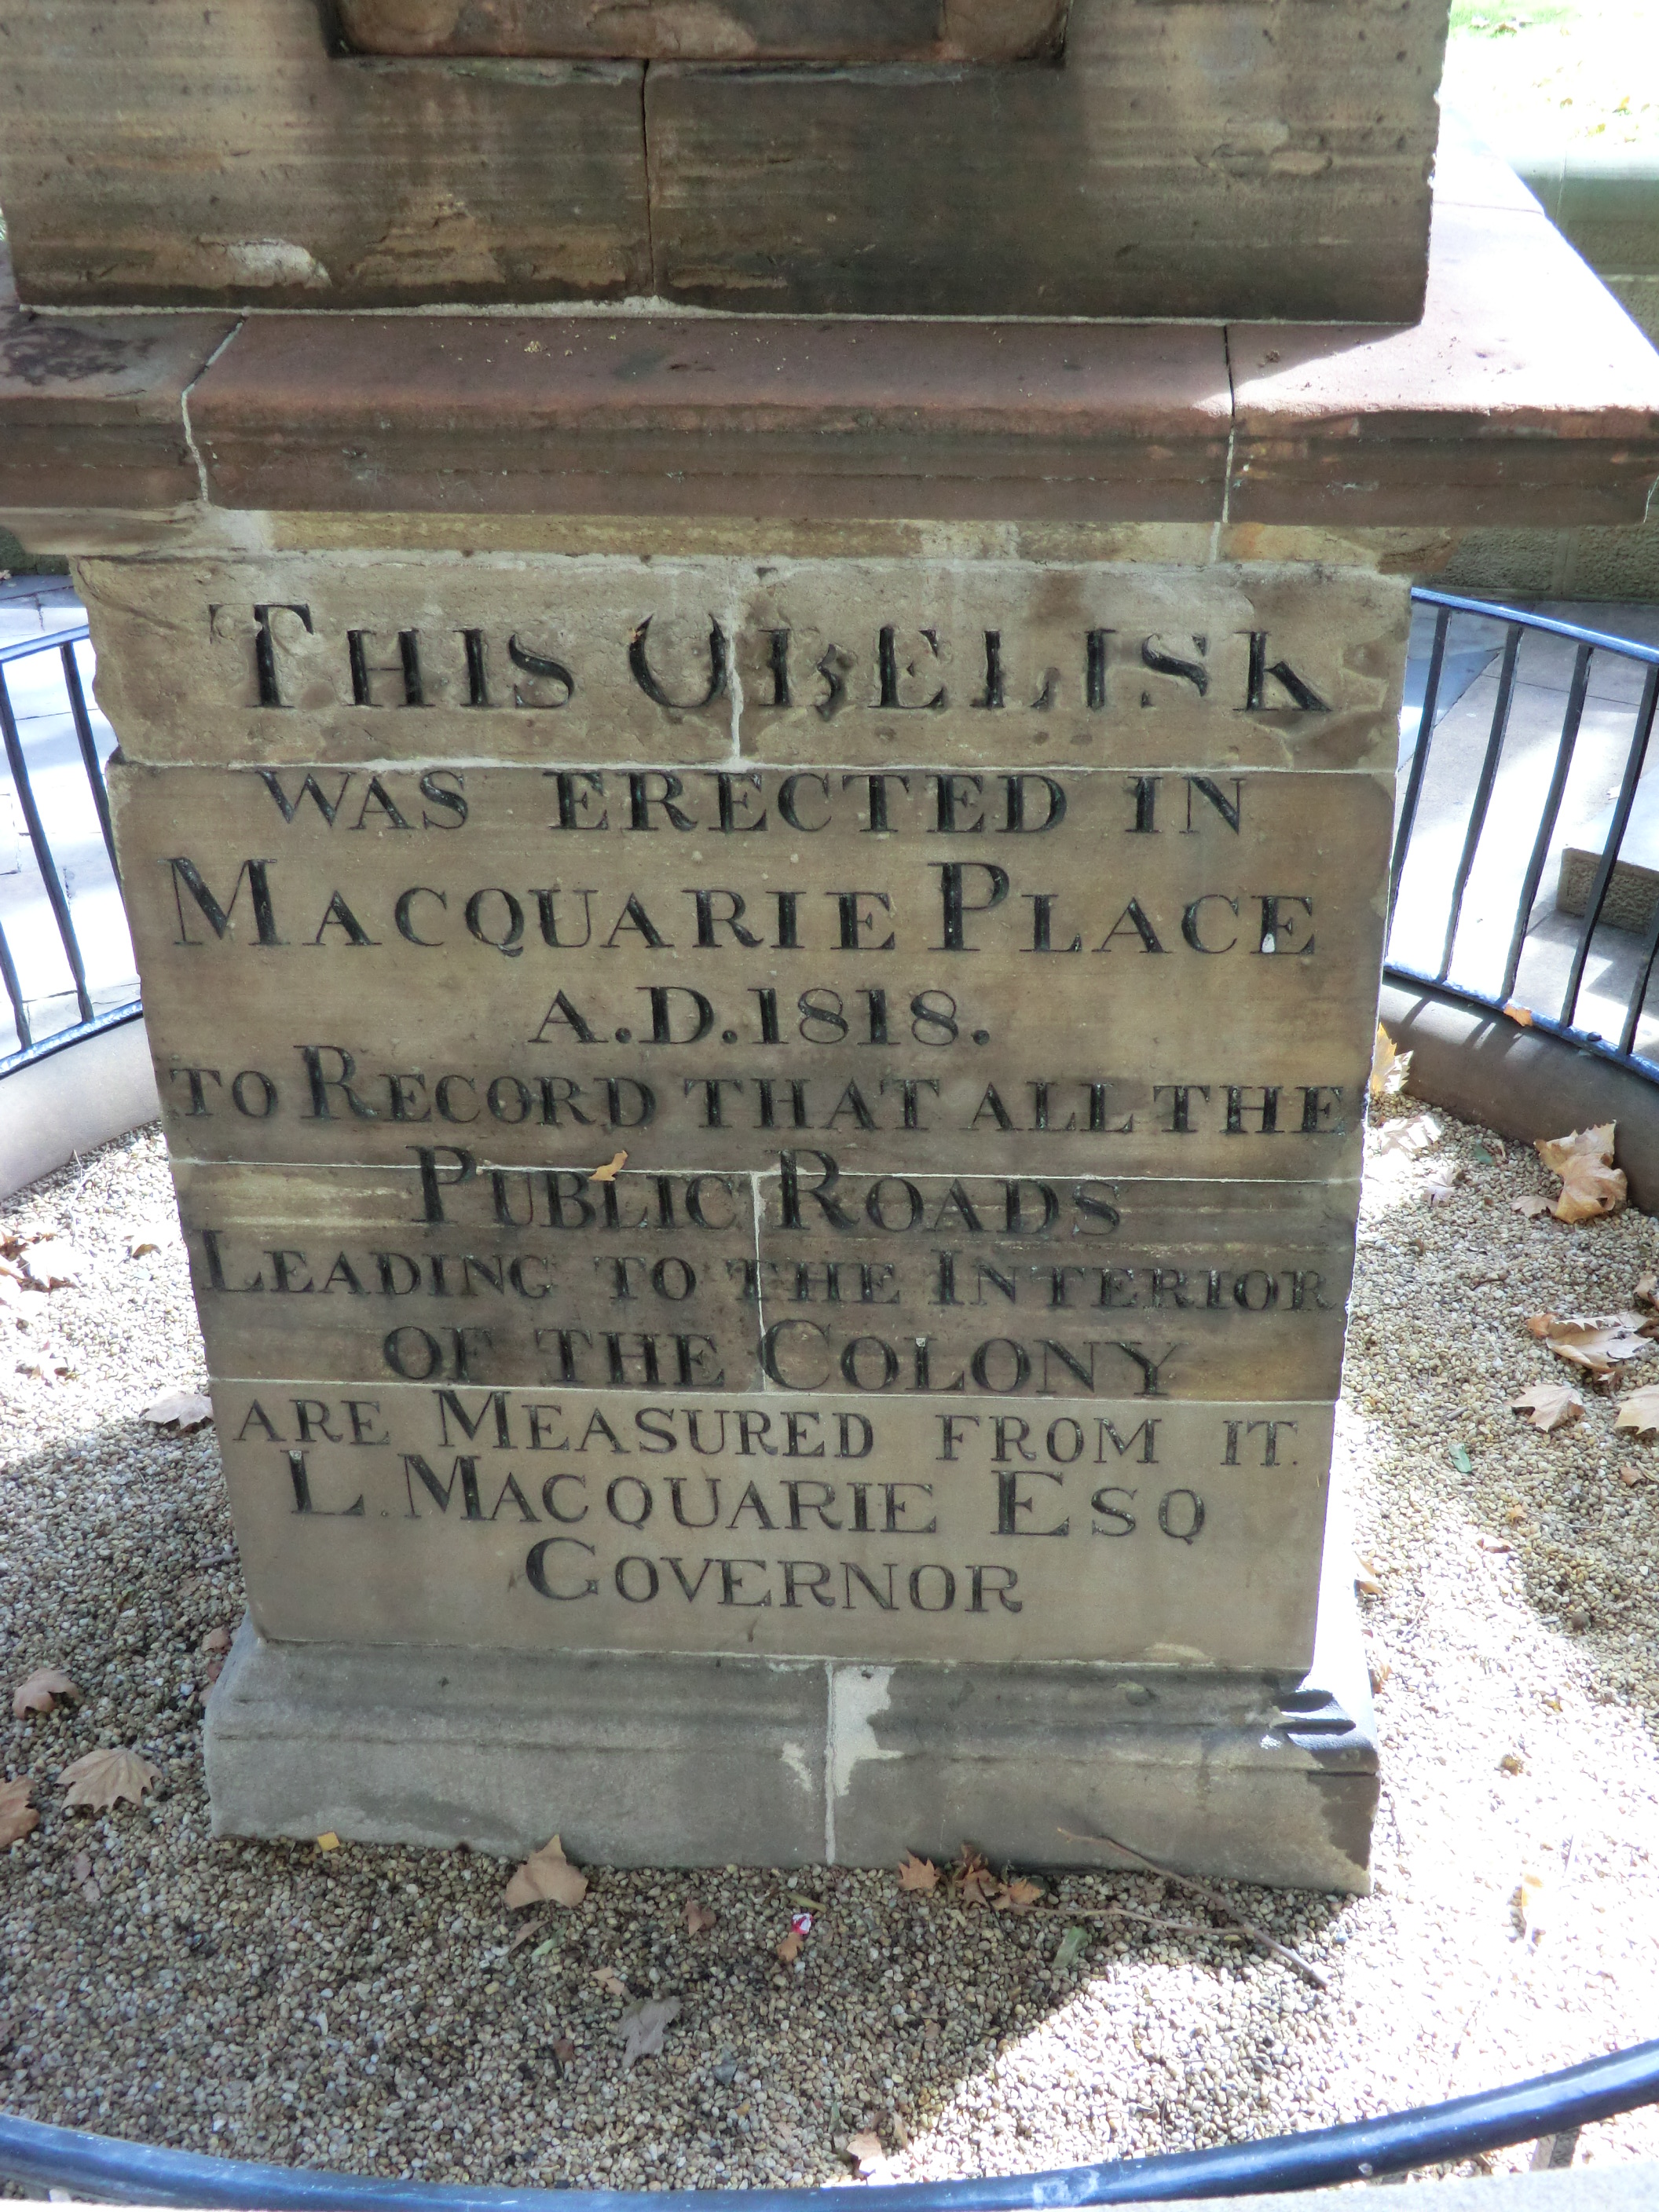 THIS OBELISK
WAS ERECTED IN
MACQUARIE PLACE
A.D.1818.
TO RECORD THAT ALL THE
PUBLIC ROADS
LEADING TO THE INTERIOR
OF THE COLONY
ARE MEASURED FROM IT.
L. MACQUARIE ESQ
GOVERNOR